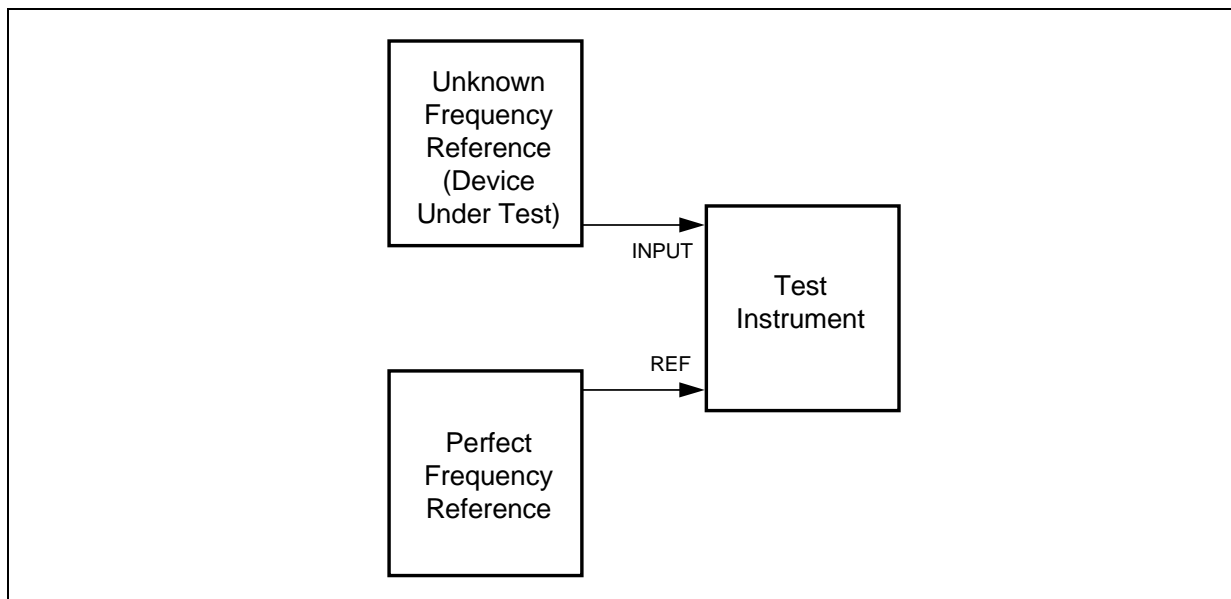 Unknown
Frequency
Reference
(Device
Under Test)
INPUT
Test
Instrument
REF
Perfect
Frequency
Reference